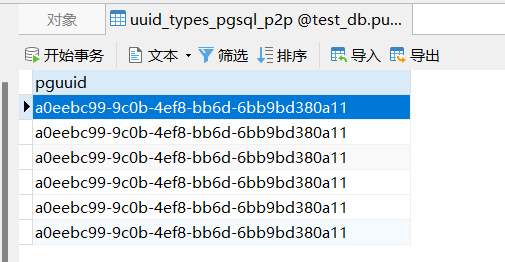 对象 uuid_types_pgsql_p2p @test_db.pu...
开始事务 文本 筛选 排序 导入 导出
pguuid
a0eebc99-9c0b-4ef8-bb6d-6bb9bd380a11
a0eebc99-9c0b-4ef8-bb6d-6bb9bd380a11
a0eebc99-9c0b-4ef8-bb6d-6bb9bd380a11
a0eebc99-9c0b-4ef8-bb6d-6bb9bd380a11
a0eebc99-9c0b-4ef8-bb6d-6bb9bd380a11
a0eebc99-9c0b-4ef8-bb6d-6bb9bd380a11